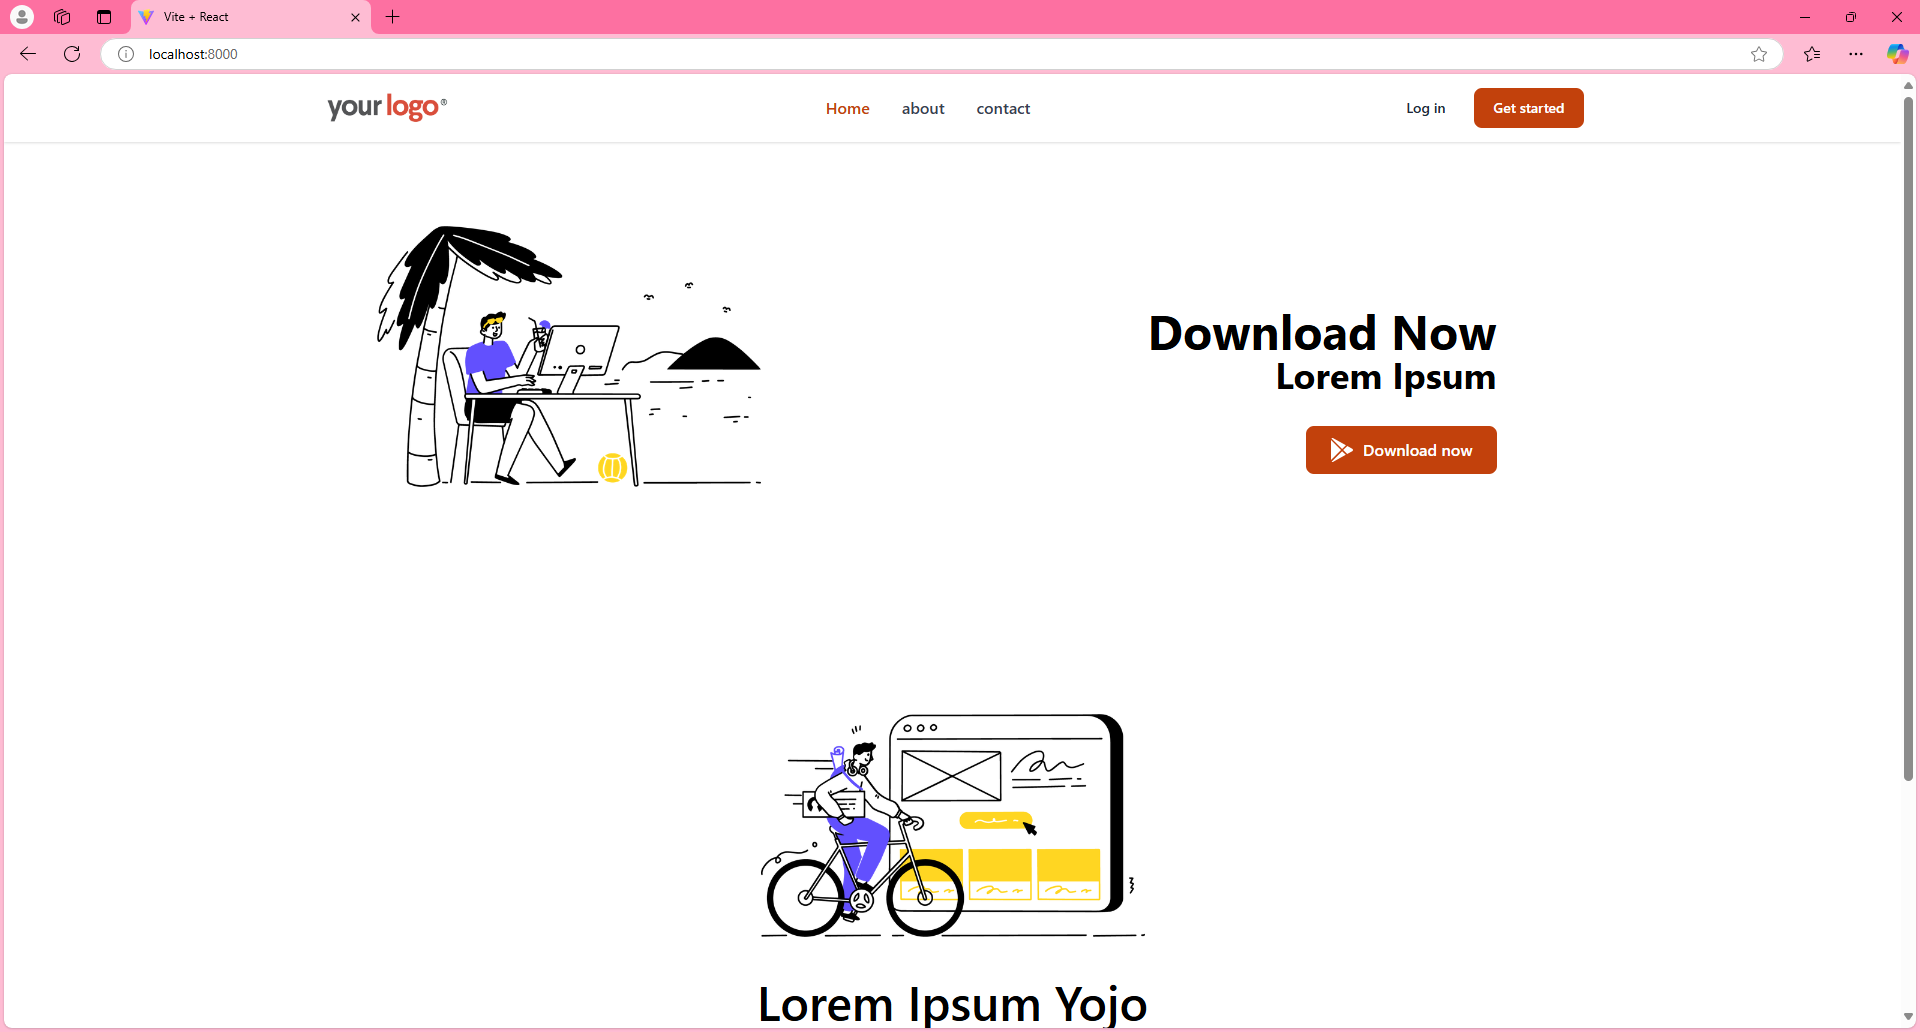 Vite + React
localhost:8000
your logo®
Home about contact
Log in Get started
Download Now
Lorem Ipsum
Download now
Lorem Ipsum Yojo